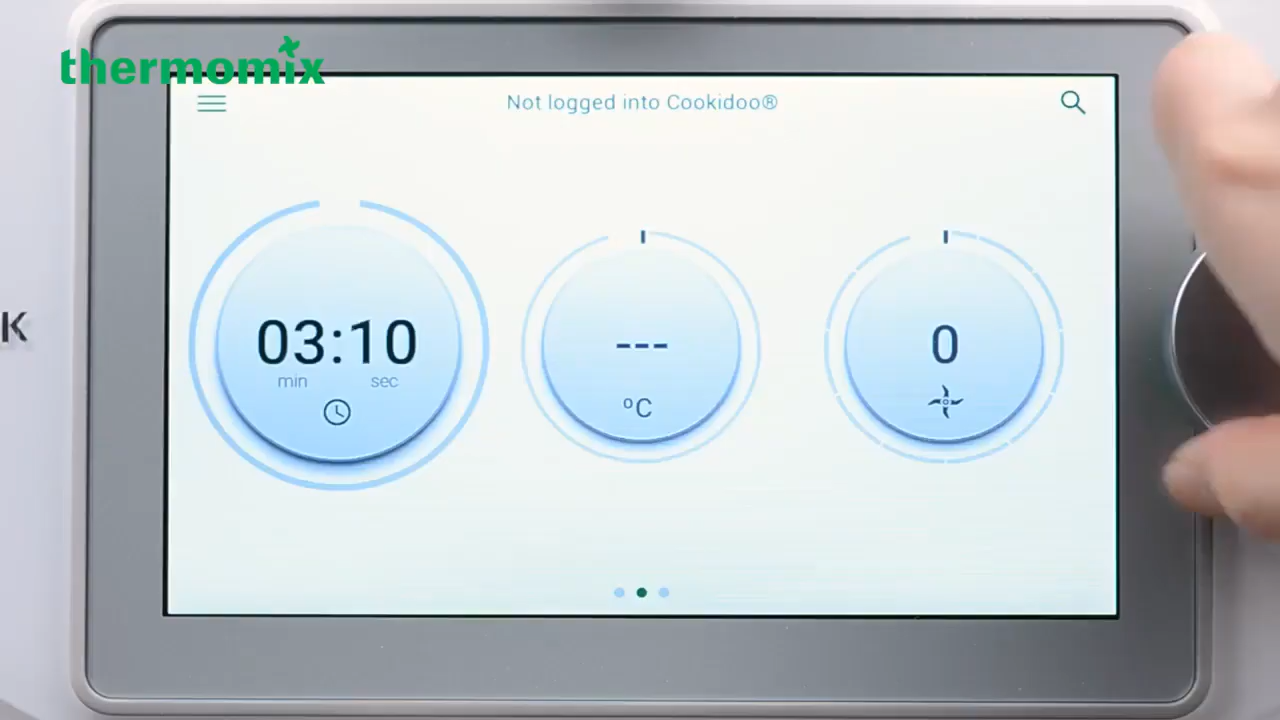 thermomix
Not logged into Cookidoo®
03:10
min sec
---
°C
0
K